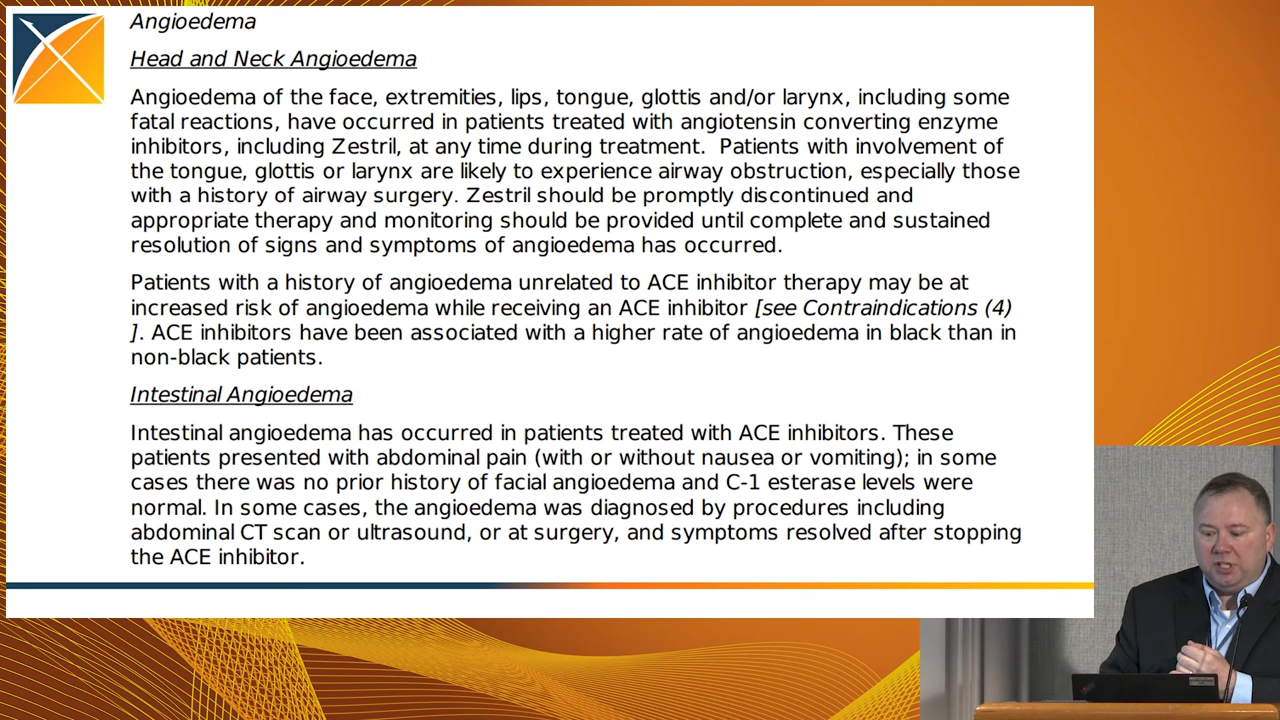 Angioedema
Head and Neck Angioedema
Angioedema of the face, extremities, lips, tongue, glottis and/or larynx, including some
fatal reactions, have occurred in patients treated with angiotensin converting enzyme
inhibitors, including Zestril, at any time during treatment.  Patients with involvement of
the tongue, glottis or larynx are likely to experience airway obstruction, especially those
with a history of airway surgery. Zestril should be promptly discontinued and
appropriate therapy and monitoring should be provided until complete and sustained
resolution of signs and symptoms of angioedema has occurred.
Patients with a history of angioedema unrelated to ACE inhibitor therapy may be at
increased risk of angioedema while receiving an ACE inhibitor [see Contraindications (4)
]. ACE inhibitors have been associated with a higher rate of angioedema in black than in
non-black patients.
Intestinal Angioedema
Intestinal angioedema has occurred in patients treated with ACE inhibitors. These
patients presented with abdominal pain (with or without nausea or vomiting); in some
cases there was no prior history of facial angioedema and C-1 esterase levels were
normal. In some cases, the angioedema was diagnosed by procedures including
abdominal CT scan or ultrasound, or at surgery, and symptoms resolved after stopping
the ACE inhibitor.